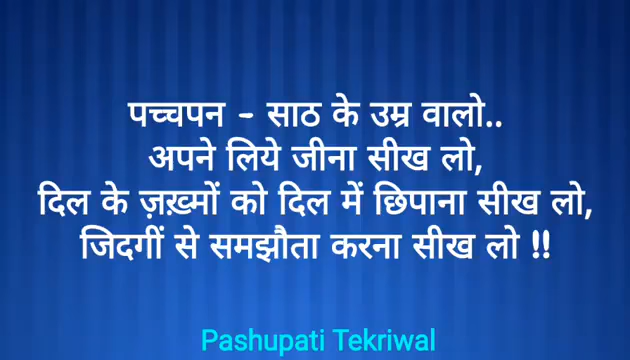 पच्चपन - साठ के उम्र वालो..
अपने लिये जीना सीख लो,
दिल के ज़ख़्मों को दिल में छिपाना सीख लो,
जिदगीं से समझौता करना सीख लो !!
Pashupati Tekriwal